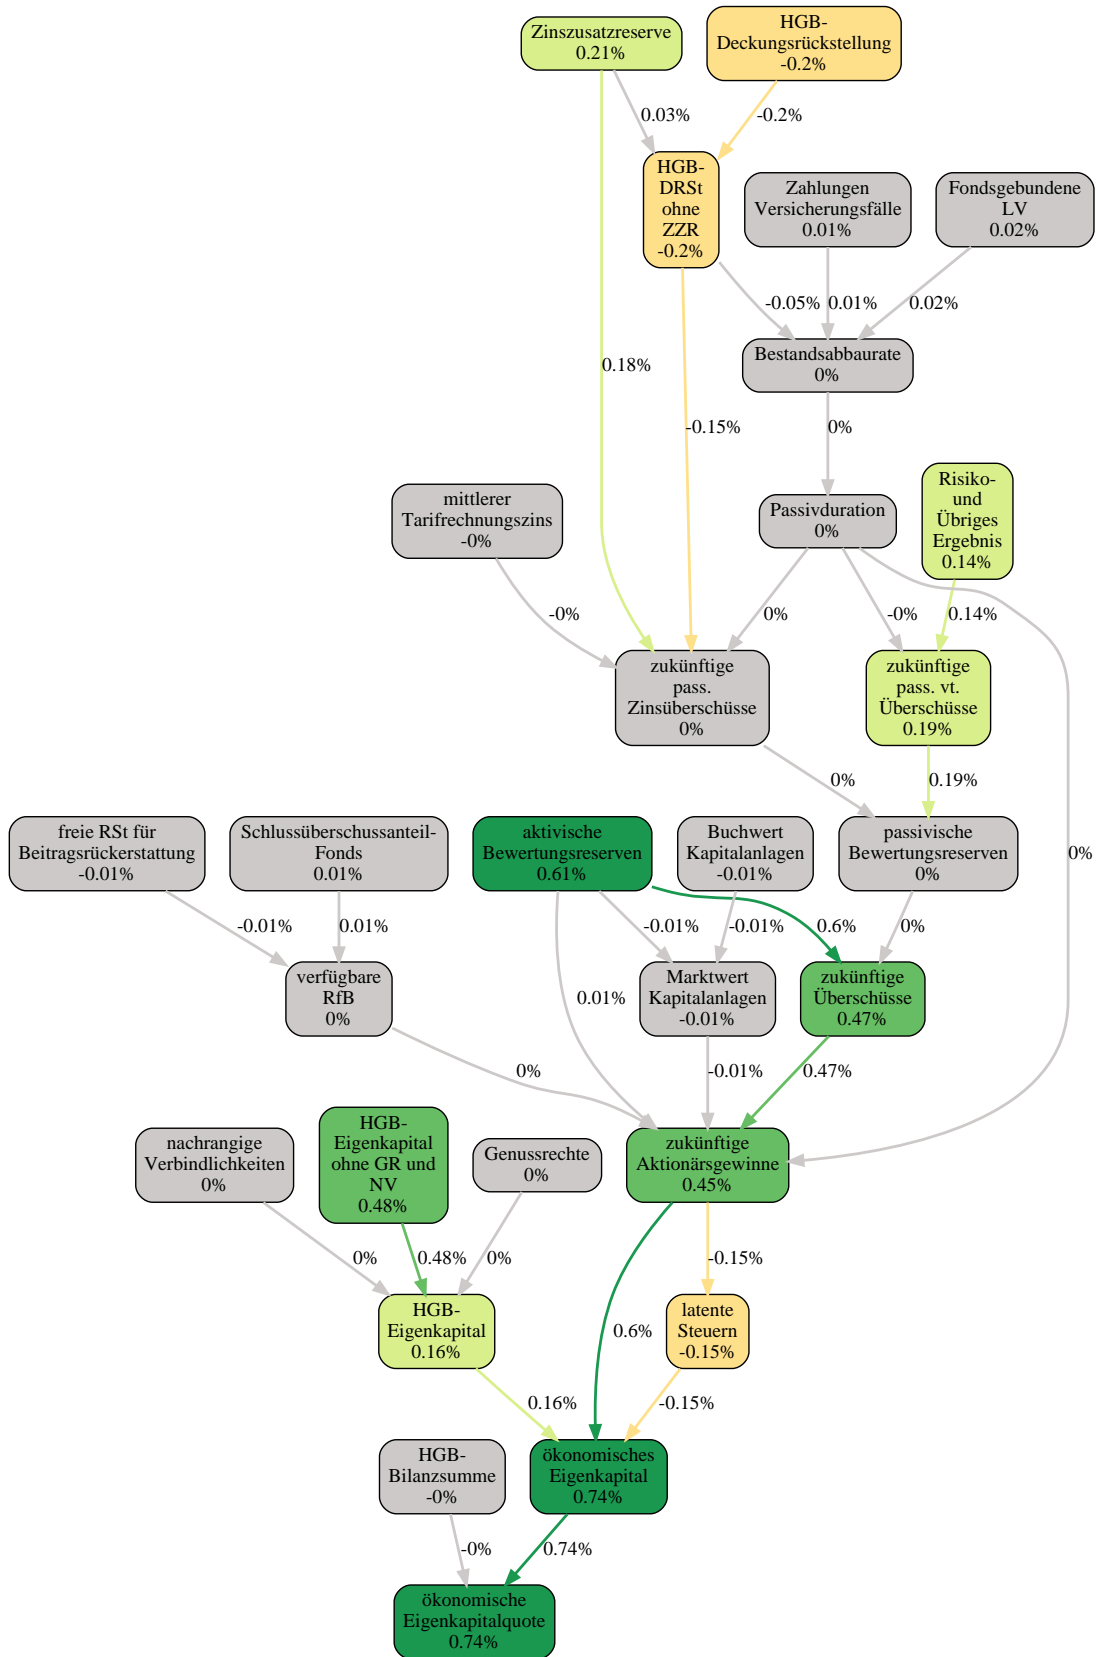 Zinszusatzreserve
0.21%
HGB-
Deckungsrückstellung
-0.2%
0.03%
-0.2%
HGB-
DRSt
ohne
ZZR
-0.2%
Zahlungen
Versicherungsfälle
0.01%
Fondsgebundene
LV
0.02%
-0.05%
0.01%
0.02%
Bestandsabbaurate
0%
0.18%
-0.15%
0%
mittlerer
Tarifrechnungszins
-0%
Passivduration
0%
Risiko-
und
Übriges
Ergebnis
0.14%
-0%
0%
-0%
0.14%
zukünftige
pass.
Zinsüberschüsse
0%
zukünftige
pass. vt.
Überschüsse
0.19%
0%
0.19%
0%
freie RSt für
Beitragsrückerstattung
-0.01%
Schlussüberschussanteil-
Fonds
0.01%
aktivische
Bewertungsreserven
0.61%
Buchwert
Kapitalanlagen
-0.01%
passivische
Bewertungsreserven
0%
-0.01%
0.01%
-0.01%
-0.01%
0.6%
0%
verfügbare
RfB
0%
0.01%
Marktwert
Kapitalanlagen
-0.01%
zukünftige
Überschüsse
0.47%
0%
-0.01%
0.47%
nachrangige
Verbindlichkeiten
0%
HGB-
Eigenkapital
ohne GR und
NV
0.48%
Genussrechte
0%
zukünftige
Aktionärsgewinne
0.45%
0%
0.48%
0%
-0.15%
HGB-
Eigenkapital
0.16%
0.6%
latente
Steuern
-0.15%
0.16%
-0.15%
HGB-
Bilanzsumme
-0%
ökonomisches
Eigenkapital
0.74%
-0%
0.74%
ökonomische
Eigenkapitalquote
0.74%